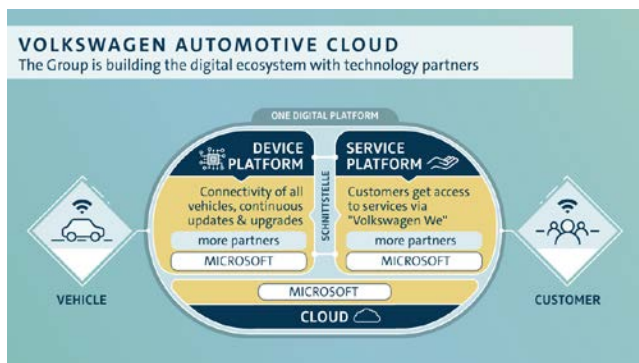 VOLKSWAGEN AUTOMOTIVE CLOUD
The Group is building the digital ecosystem with technology partners
ONE DIGITAL PLATFORM
DEVICE
PLATFORM
Connectivity of all
vehicles, continuous
updates & upgrades
more partners
MICROSOFT
SCHNITTSTELLE
SERVICE
PLATFORM
Customers get access
to services via
"Volkswagen We"
more partners
MICROSOFT
MICROSOFT
CLOUD
VEHICLE
CUSTOMER